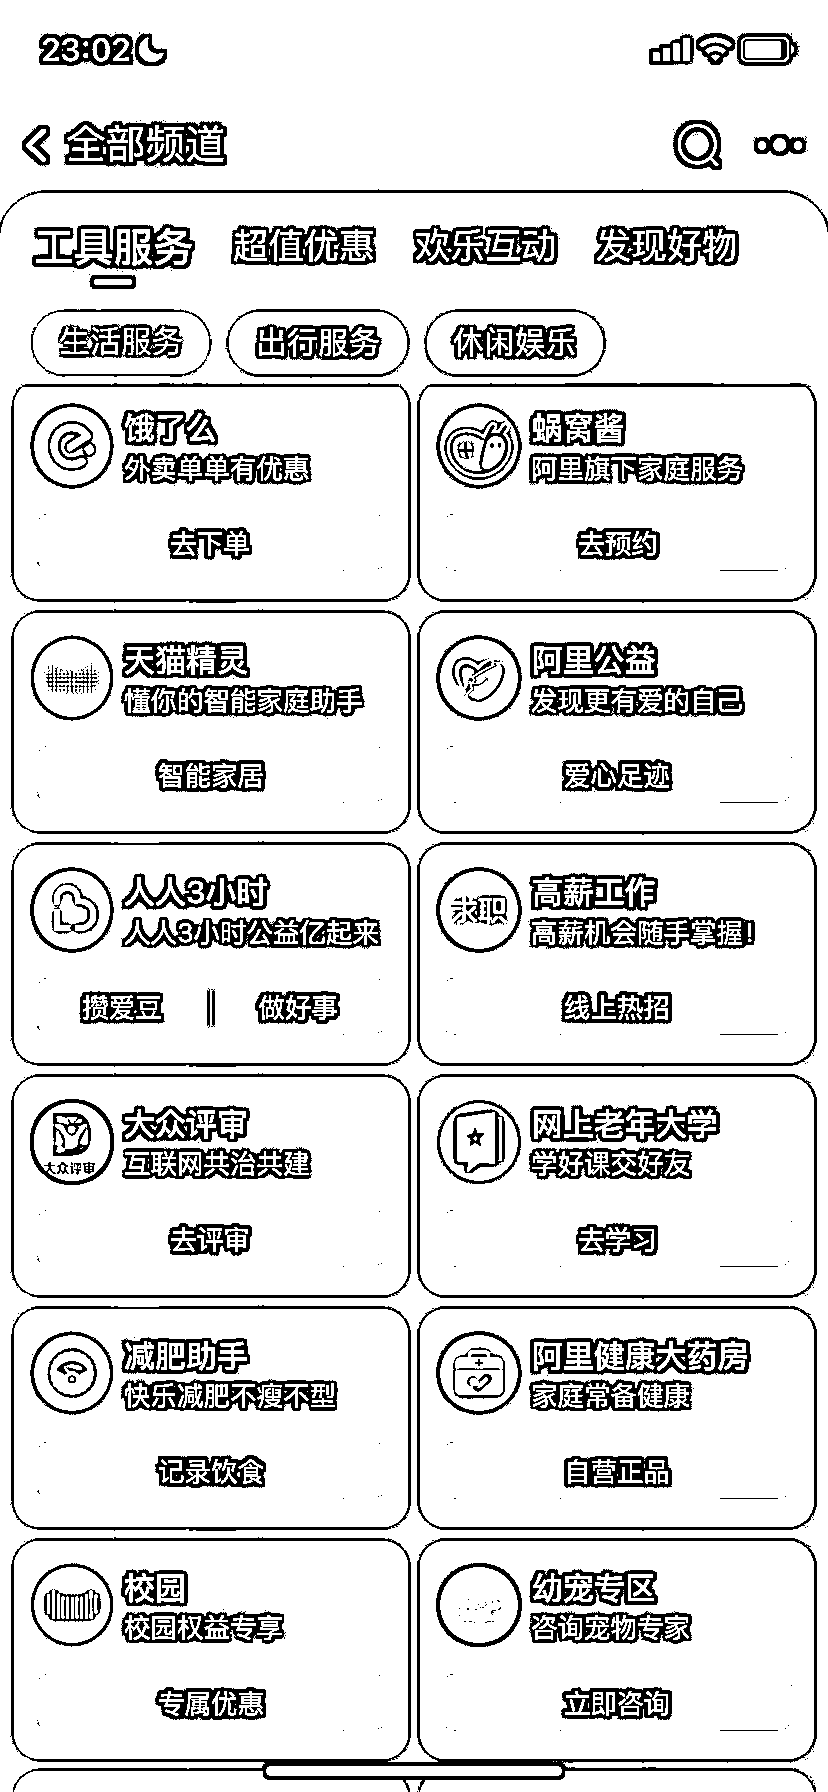 23:02
全部频道
工具服务 超值优惠 欢乐互动 发现好物
生活服务 出行服务 休闲娱乐
饿了么
外卖单单有优惠
去下单
蜗窝酱
阿里旗下家庭服务
去预约
天猫精灵
懂你的智能家庭助手
智能家居
阿里公益
发现更有爱的自己
爱心足迹
人人3小时
人人3小时公益亿起来
攒爱豆 做好事
求职
高薪工作
高薪机会随手掌握!
线上热招
大众评审
大众评审
互联网共治共建
去评审
网上老年大学
学好课交好友
去学习
减肥助手
快乐减肥不瘦不型
记录饮食
阿里健康大药房
家庭常备健康
自营正品
校园
校园权益专享
专属优惠
幼宠专区
咨询宠物专家
立即咨询